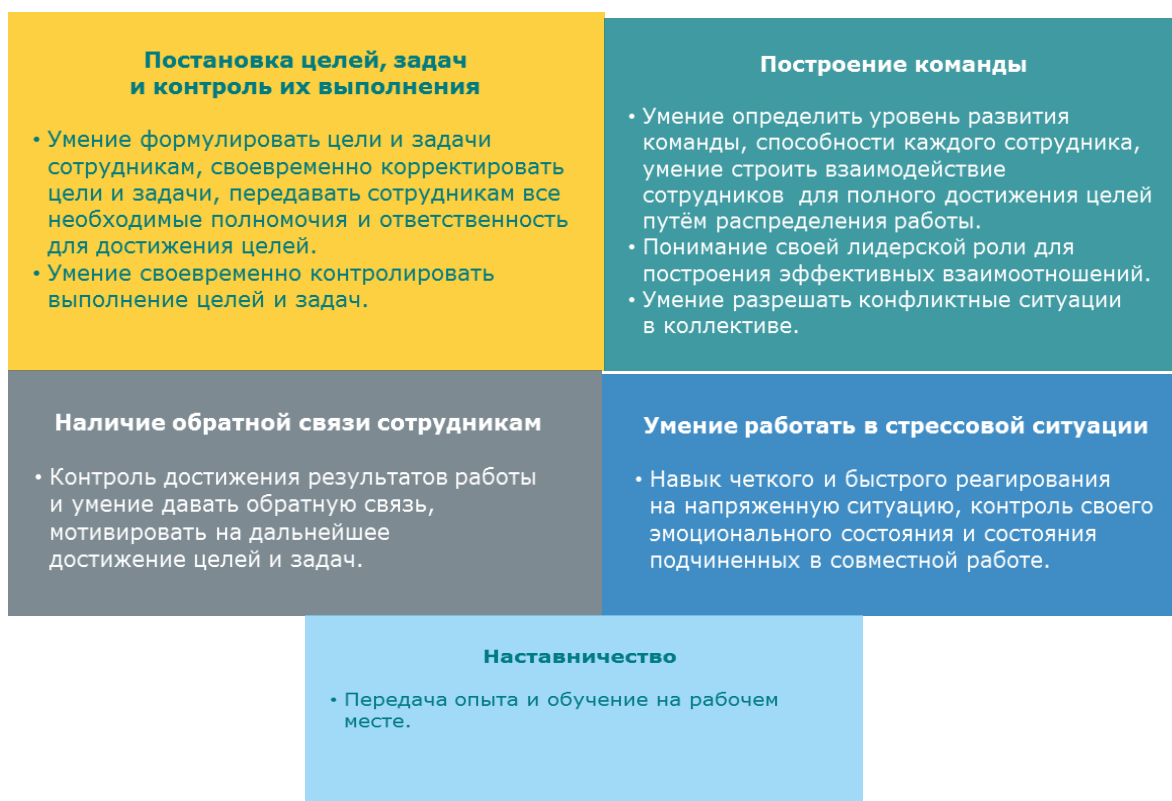 Постановка целей, задач
и контроль их выполнения
• Умение формулировать цели и задачи
сотрудникам, своевременно корректировать
цели и задачи, передавать сотрудникам все
необходимые полномочия и ответственность
для достижения целей.
• Умение своевременно контролировать
выполнение целей и задач.
Построение команды
• Умение определить уровень развития
команды, способности каждого сотрудника,
умение строить взаимодействие
сотрудников для полного достижения целей
путём распределения работы.
• Понимание своей лидерской роли для
построения эффективных взаимоотношений.
• Умение разрешать конфликтные ситуации
в коллективе.
Наличие обратной связи сотрудникам
• Контроль достижения результатов работы
и умение давать обратную связь,
мотивировать на дальнейшее
достижение целей и задач.
Умение работать в стрессовой ситуации
• Навык четкого и быстрого реагирования
на напряженную ситуацию, контроль своего
эмоционального состояния и состояния
подчиненных в совместной работе.
Наставничество
• Передача опыта и обучение на рабочем
месте.